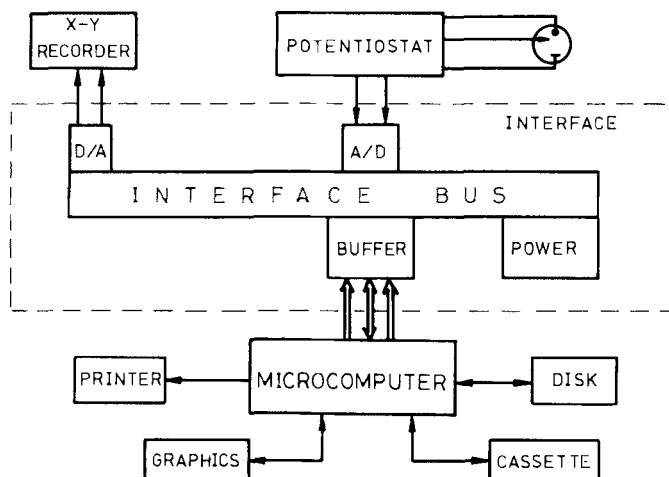 X-Y
RECORDER
POTENTIOSTAT
INTERFACE
D/A
A/D
INTERFACE BUS
BUFFER
POWER
MICROCOMPUTER
PRINTER
DISK
GRAPHICS
CASSETTE